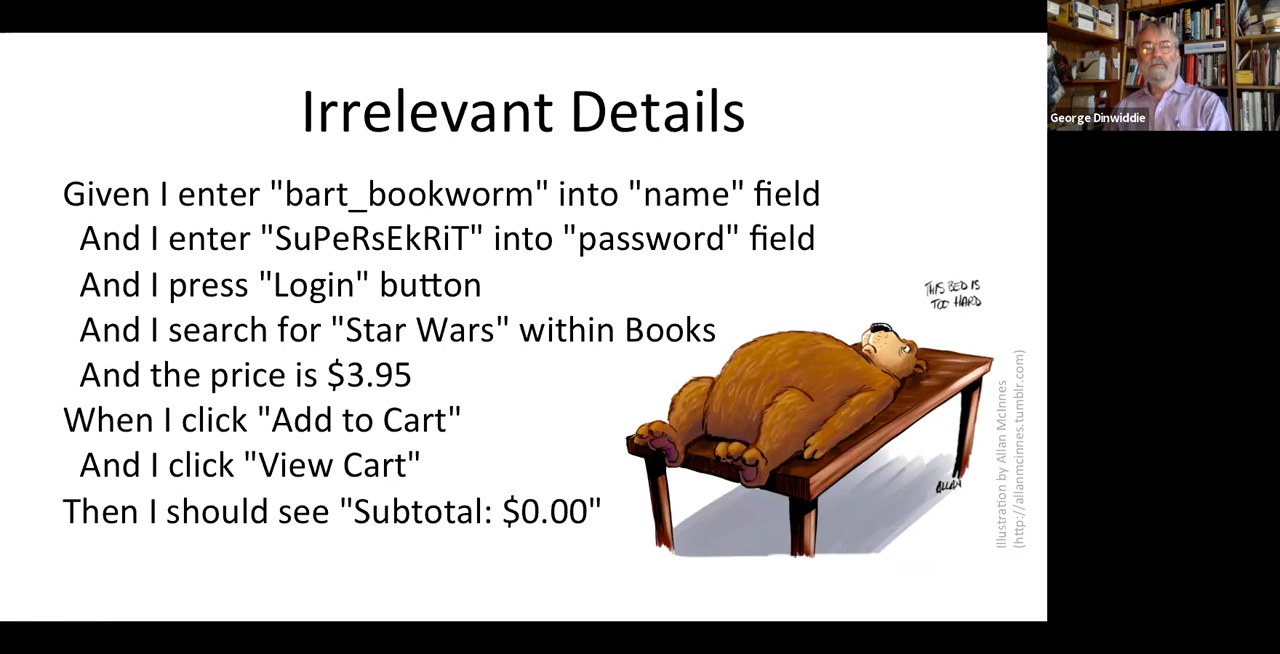 Irrelevant Details
Given I enter "bart_bookworm" into "name" field
And I enter "SuPeRsEkRiT" into "password" field
And I press "Login" button
And I search for "Star Wars" within Books
And the price is $3.95
When I click "Add to Cart"
And I click "View Cart"
Then I should see "Subtotal: $0.00"
THIS BED IS
TOO HARD
ALLAN
Illustration by Allan McInnes
(http://allanmcinnes.tumblr.com)
George Dinwiddie